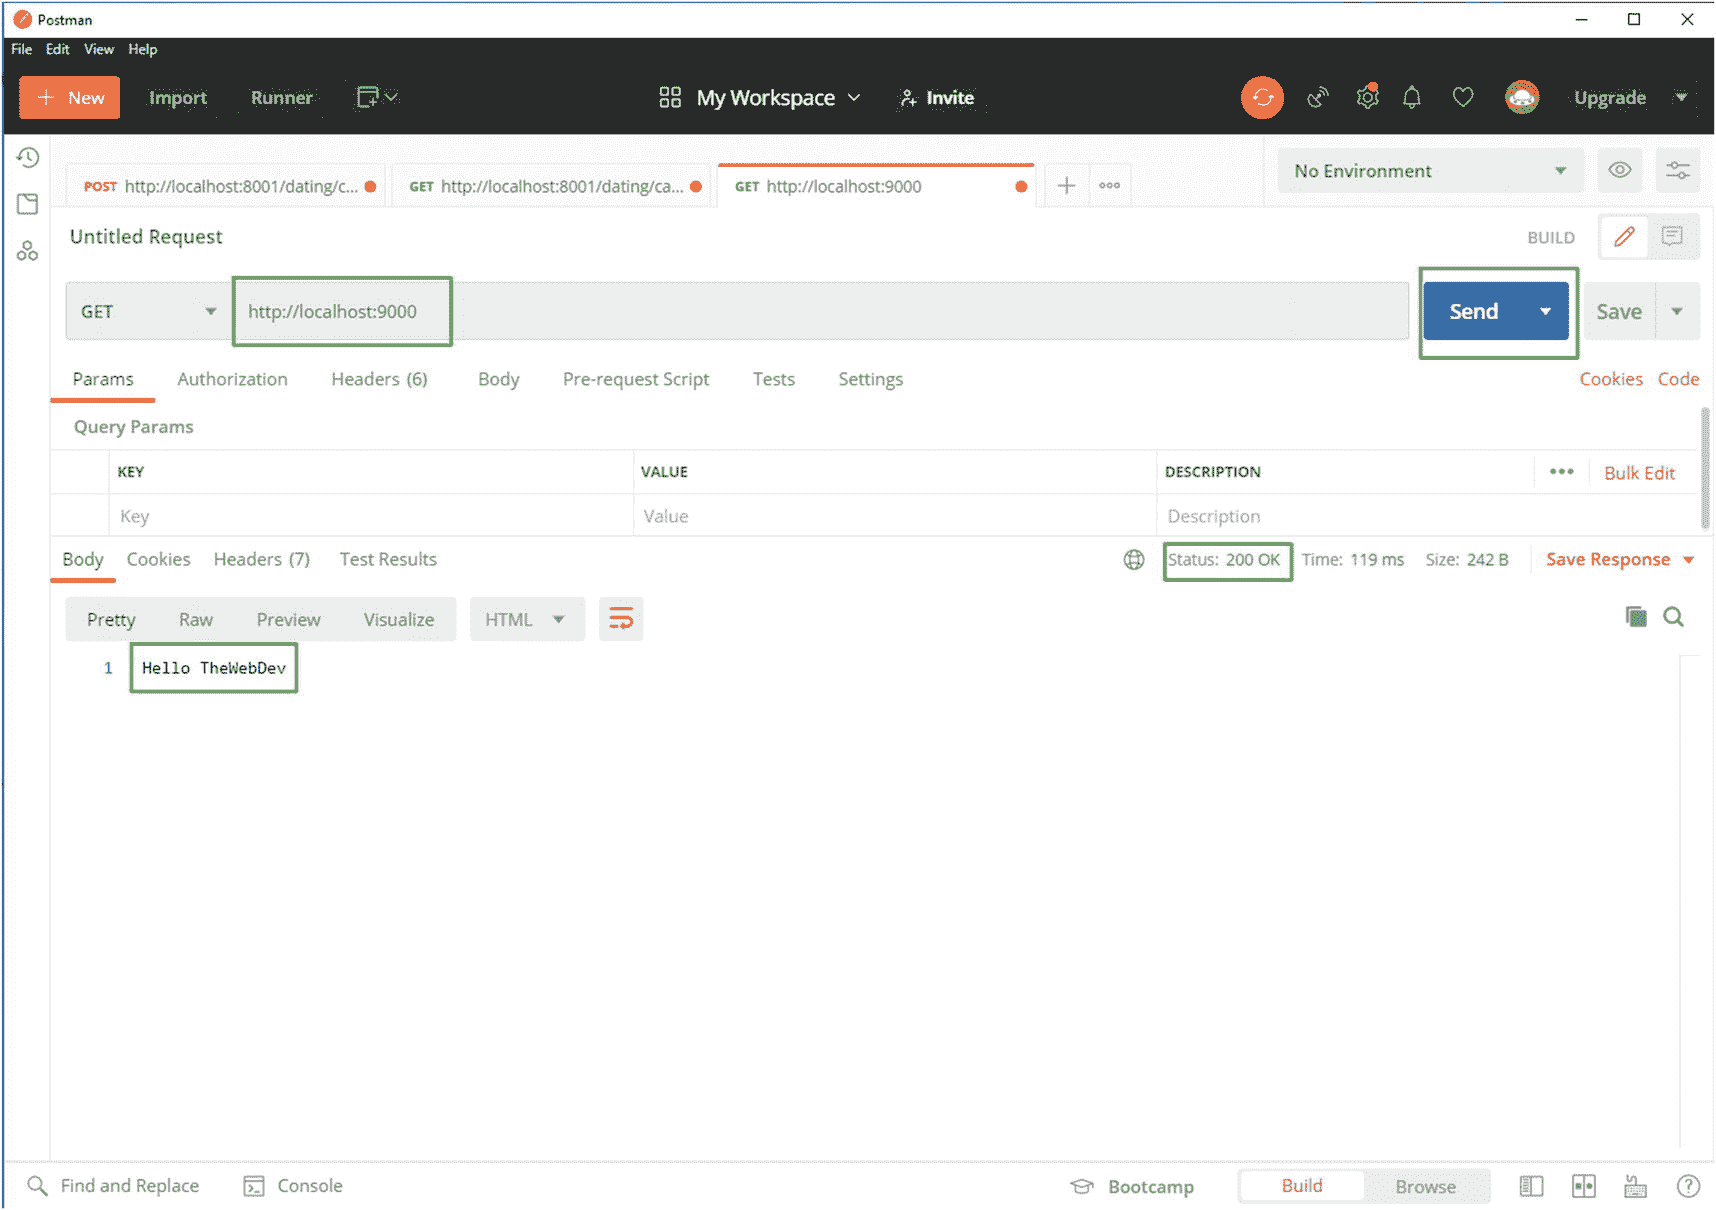 Postman
File Edit View Help
New Import Runner My Workspace Invite Upgrade
POST http://localhost:8001/dating/c... GET http://localhost:8001/dating/ca... GET http://localhost:9000 No Environment
Untitled Request BUILD
GET http://localhost:9000 Send Save
Params Authorization Headers (6) Body Pre-request Script Tests Settings Cookies Code
Query Params
KEY VALUE DESCRIPTION Bulk Edit
Key Value Description
Body Cookies Headers (7) Test Results Status: 200 OK Time: 119 ms Size: 242 B Save Response
Pretty Raw Preview Visualize HTML
1 Hello TheWebDev
Find and Replace Console Bootcamp Build Browse